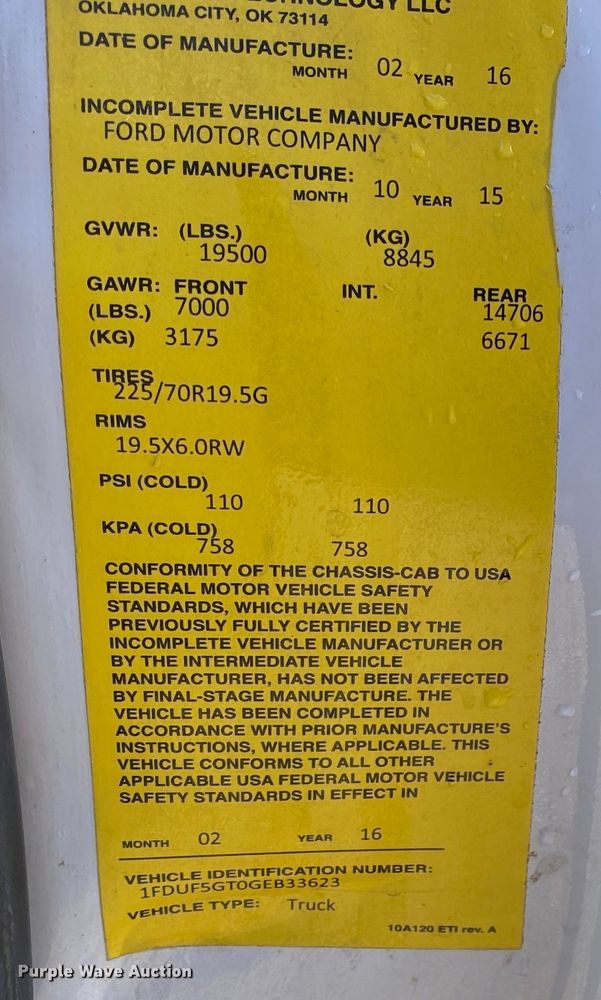 TECHNOLOGY LLC
OKLAHOMA CITY, OK 73114
DATE OF MANUFACTURE:
MONTH 02 YEAR 16
INCOMPLETE VEHICLE MANUFACTURED BY:
FORD MOTOR COMPANY
DATE OF MANUFACTURE:
MONTH 10 YEAR 15
GVWR: (LBS.) (KG)
19500 8845
GAWR: FRONT INT. REAR
(LBS.) 7000 14706
(KG) 3175 6671
TIRES
225/70R19.5G
RIMS
19.5X6.0RW
PSI (COLD)
110 110
KPA (COLD)
758 758
CONFORMITY OF THE CHASSIS-CAB TO USA
FEDERAL MOTOR VEHICLE SAFETY
STANDARDS, WHICH HAVE BEEN
PREVIOUSLY FULLY CERTIFIED BY THE
INCOMPLETE VEHICLE MANUFACTURER OR
BY THE INTERMEDIATE VEHICLE
MANUFACTURER, HAS NOT BEEN AFFECTED
BY FINAL-STAGE MANUFACTURE. THE
VEHICLE HAS BEEN COMPLETED IN
ACCORDANCE WITH PRIOR MANUFACTURE'S
INSTRUCTIONS, WHERE APPLICABLE. THIS
VEHICLE CONFORMS TO ALL OTHER
APPLICABLE USA FEDERAL MOTOR VEHICLE
SAFETY STANDARDS IN EFFECT IN
MONTH 02 YEAR 16
VEHICLE IDENTIFICATION NUMBER:
1FDUF5GT0GEB33623
VEHICLE TYPE: Truck
10A120 ETI rev. A
Purple Wave Auction